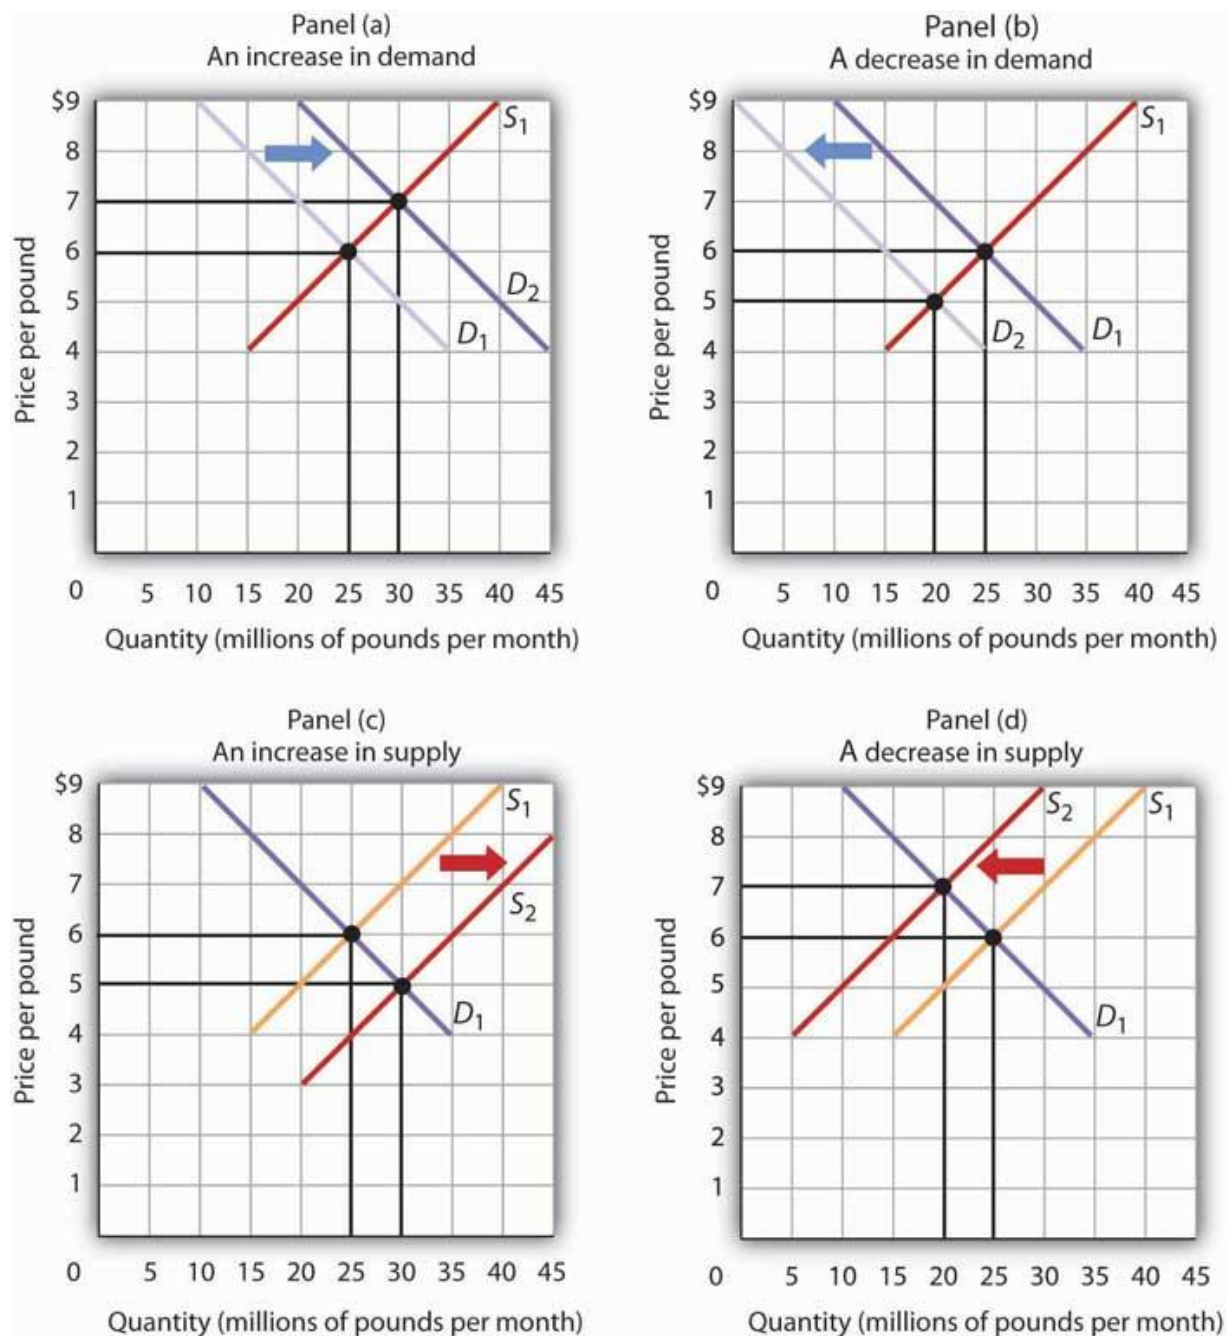 Panel (a)
An increase in demand
$9
8
7
6
5
4
3
2
1
0
5 10 15 20 25 30 35 40 45
S1
D2
D1
Price per pound
Quantity (millions of pounds per month)
Panel (b)
A decrease in demand
$9
8
7
6
5
4
3
2
1
0
5 10 15 20 25 30 35 40 45
S1
D2
D1
Price per pound
Quantity (millions of pounds per month)
Panel (c)
An increase in supply
$9
8
7
6
5
4
3
2
1
0
5 10 15 20 25 30 35 40 45
S1
S2
D1
Price per pound
Quantity (millions of pounds per month)
Panel (d)
A decrease in supply
$9
8
7
6
5
4
3
2
1
0
5 10 15 20 25 30 35 40 45
S2
S1
D1
Price per pound
Quantity (millions of pounds per month)